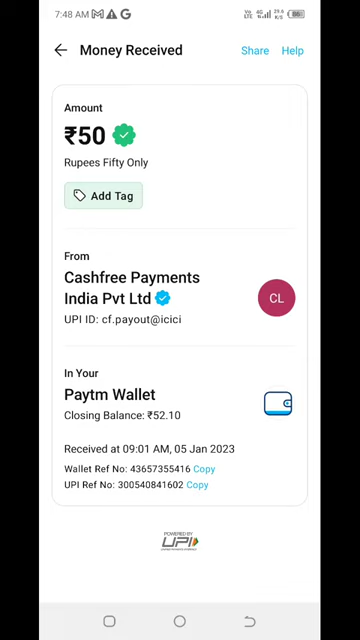 7:48 AM
Money Received
Share
Help
Amount
₹50
Rupees Fifty Only
Add Tag
From
Cashfree Payments
India Pvt Ltd
CL
UPI ID: cf.payout@icici
In Your
Paytm Wallet
Closing Balance: ₹52.10
Received at 09:01 AM, 05 Jan 2023
Wallet Ref No: 43657355416 Copy
UPI Ref No: 300540841602 Copy
POWERED BY
UPI